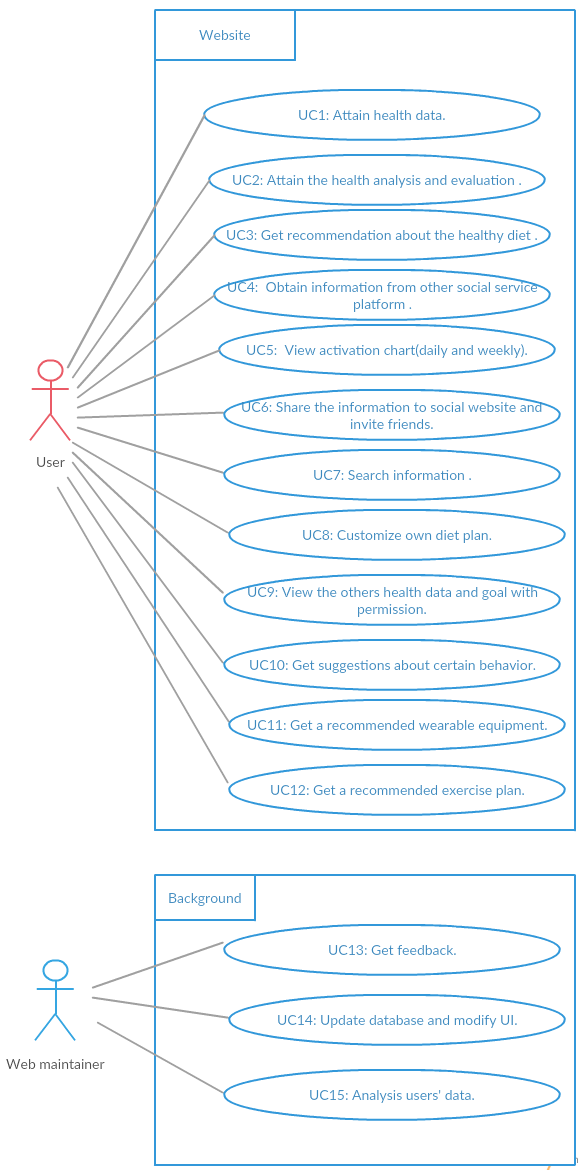 Website
UC1: Attain health data.
UC2: Attain the health analysis and evaluation .
UC3: Get recommendation about the healthy diet .
UC4:  Obtain information from other social service
platform .
UC5:  View activation chart(daily and weekly).
UC6: Share the information to social website and
invite friends.
User
UC7: Search information .
UC8: Customize own diet plan.
UC9: View the others health data and goal with
permission.
UC10: Get suggestions about certain behavior.
UC11: Get a recommended wearable equipment.
UC12: Get a recommended exercise plan.
Background
UC13: Get feedback.
UC14: Update database and modify UI.
Web maintainer
UC15: Analysis users' data.